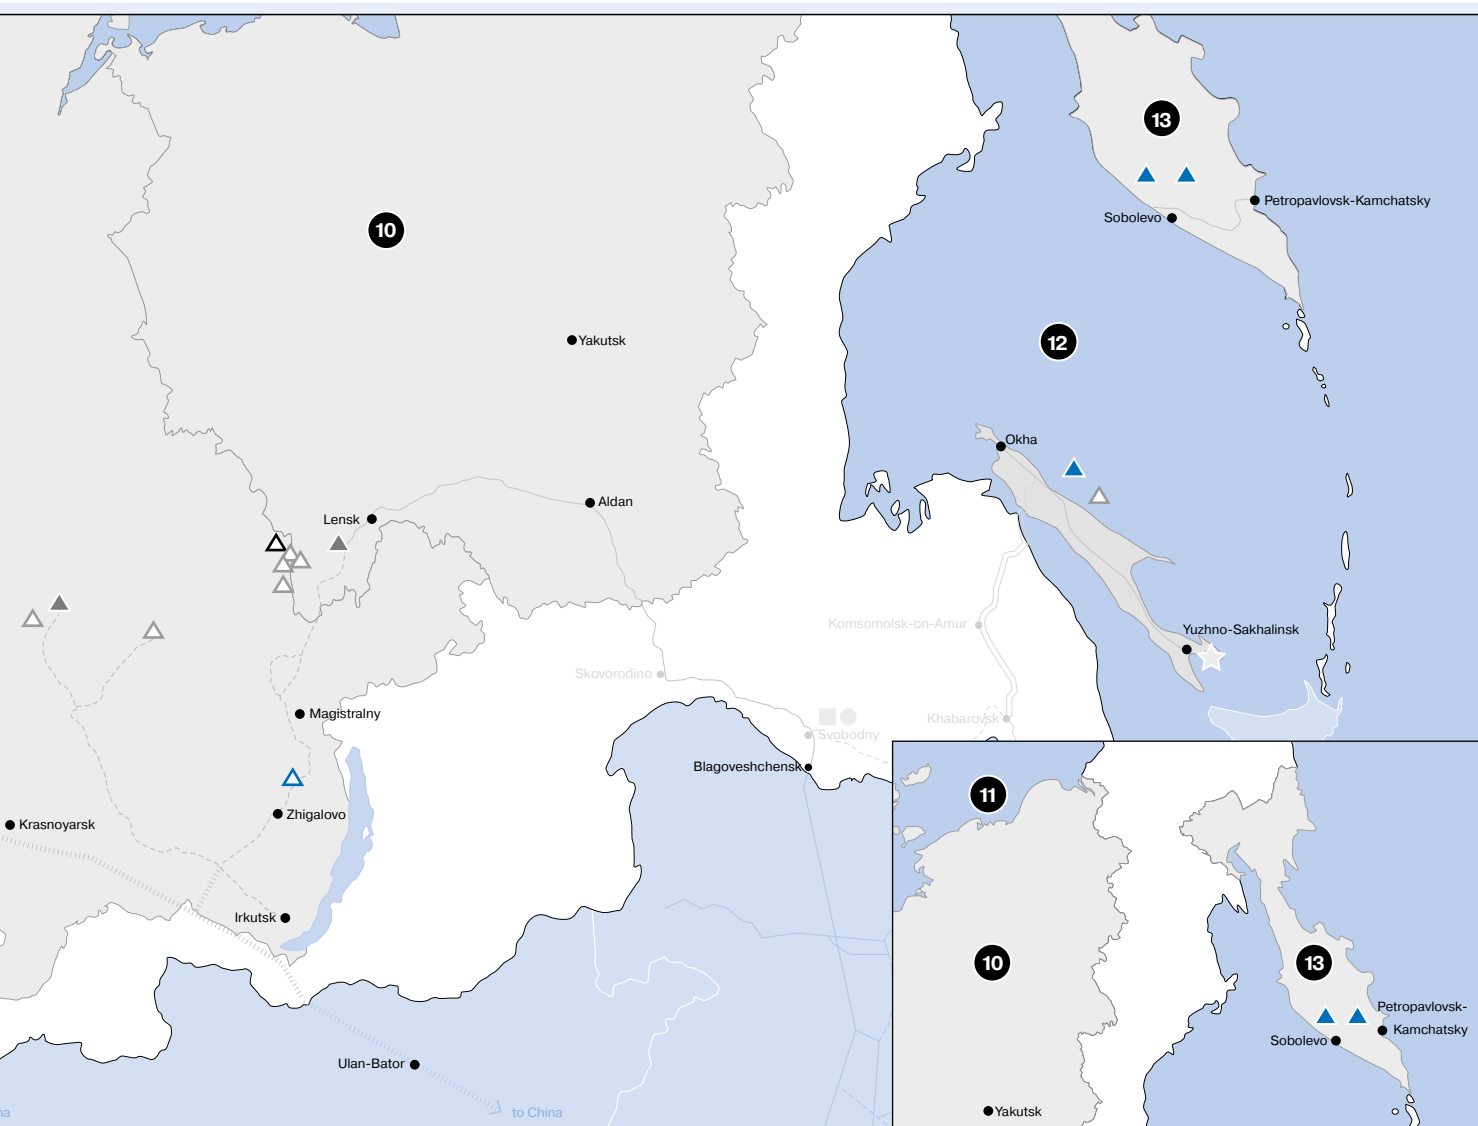 13
Petropavlovsk-Kamchatsky
Sobolevo
10
Yakutsk
12
Okha
Aldan
Lensk
Komsomolsk-on-Amur
Yuzhno-Sakhalinsk
Skovorodino
Magistralny
Khabarovsk
Svobodny
Blagoveshchensk
Zhigalovo
Krasnoyarsk
Irkutsk
Ulan-Bator
to China
na
11
10
13
Petropavlovsk-
Kamchatsky
Sobolevo
Yakutsk